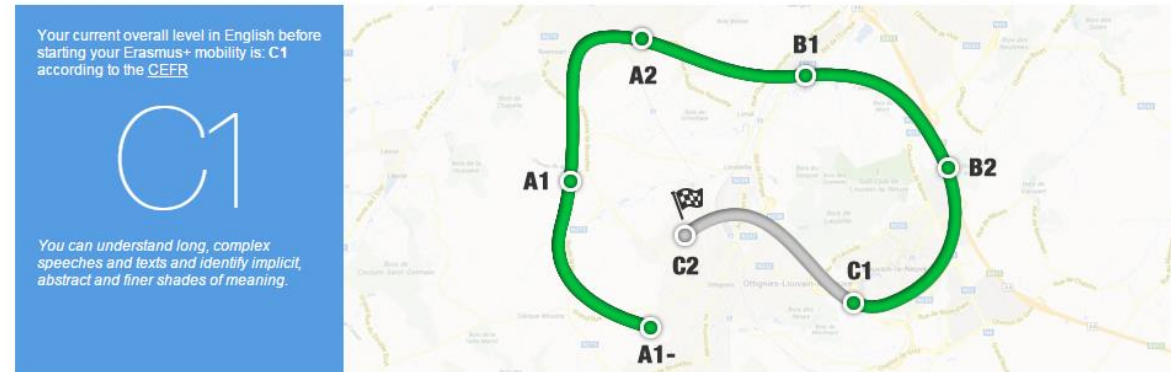 Your current overall level in English before
starting your Erasmus+ mobility is: C1
according to the CEFR
C1
You can understand long, complex
speeches and texts and identify implicit,
abstract and finer shades of meaning.
A2
B1
A1
B2
C2
C1
A1-